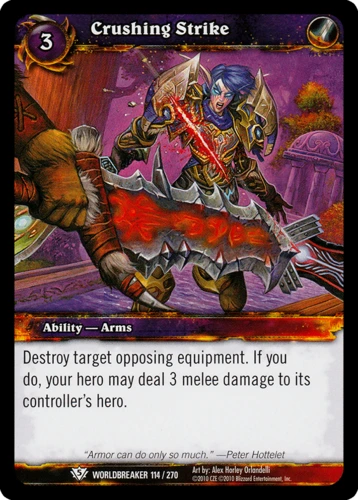 3
Crushing Strike
Ability — Arms
Destroy target opposing equipment. If you
do, your hero may deal 3 melee damage to its
controller's hero.
"Armor can do only so much." —Peter Hottelet
WORLDBREAKER 114 / 270
Art by: Alex Horley Orlandelli
©2010 CZE ©2010 Blizzard Entertainment, Inc.